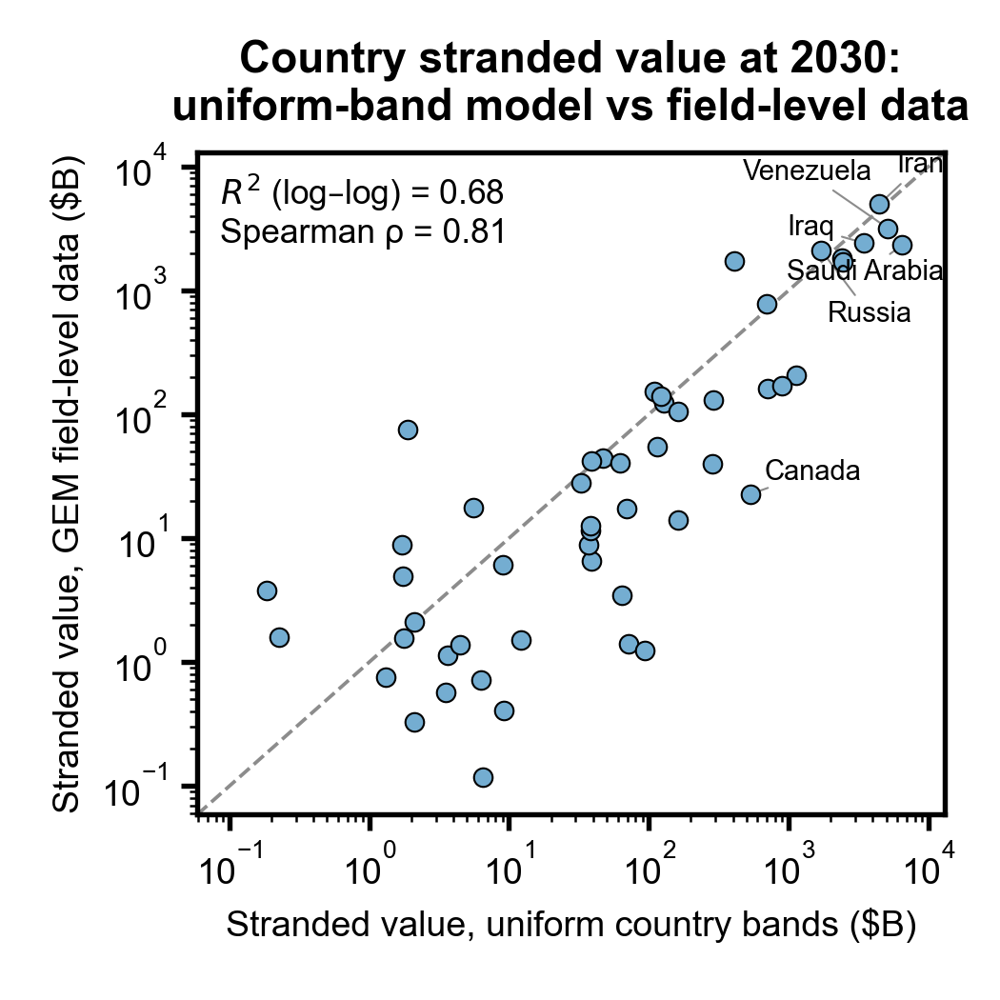 Country stranded value at 2030:
uniform-band model vs field-level data
R² (log–log) = 0.68
Spearman ρ = 0.81
Venezuela
Iran
Iraq
Saudi Arabia
Russia
Canada
Stranded value, GEM field-level data ($B)
10⁴
10³
10²
10¹
10⁰
10⁻¹
10⁻¹ 10⁰ 10¹ 10² 10³ 10⁴
Stranded value, uniform country bands ($B)